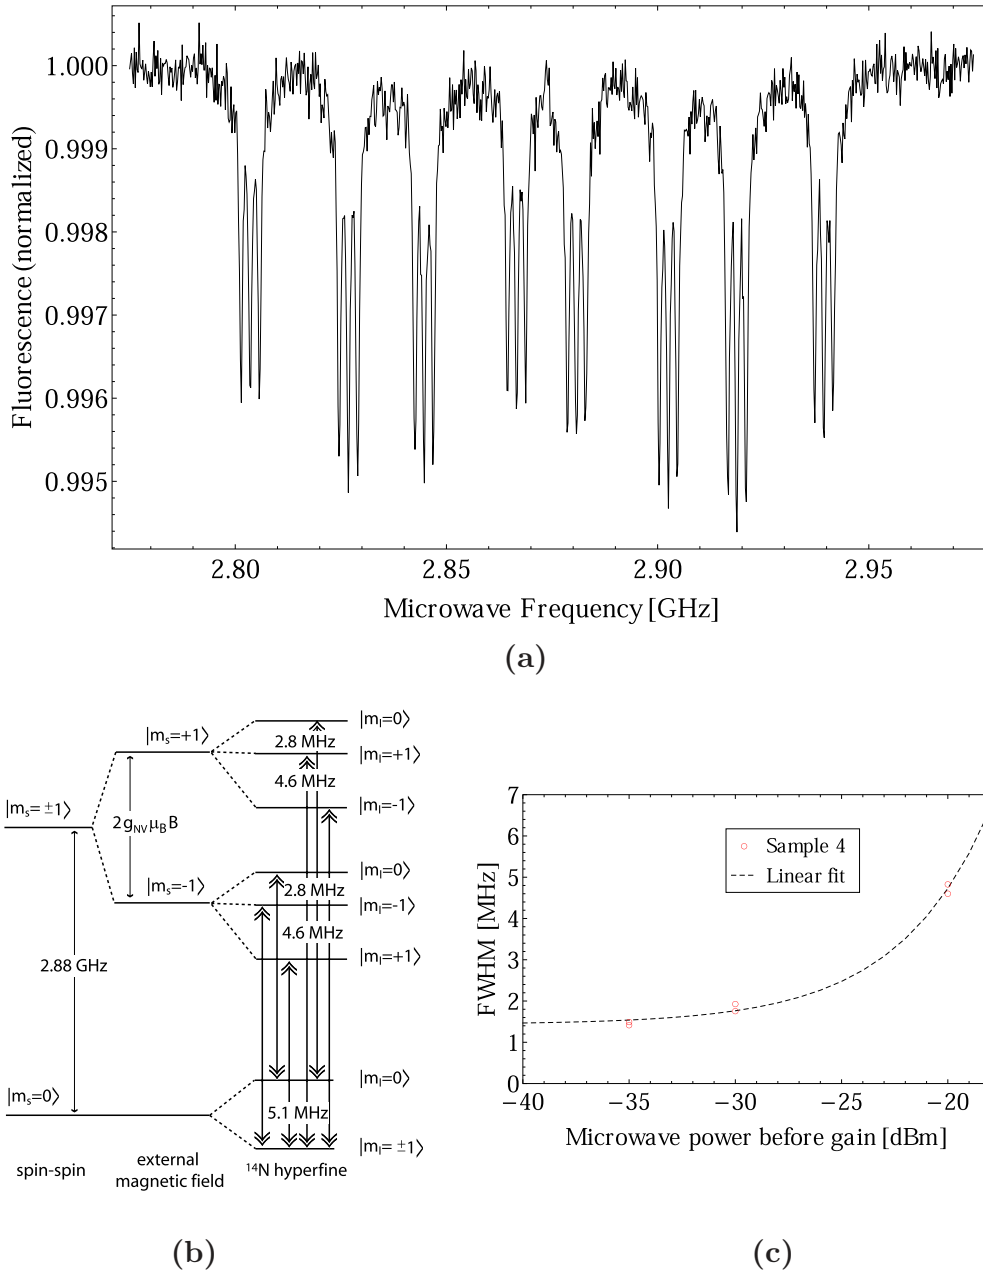 1.000
0.999
0.998
0.997
0.996
0.995
Fluorescence (normalized)
2.80 2.85 2.90 2.95
Microwave Frequency [GHz]
(a)
|mₛ=±1⟩
|mₛ=+1⟩
2gNVμBB
|mₛ=-1⟩
2.88 GHz
|mₛ=0⟩
|mI=0⟩
2.8 MHz
|mI=+1⟩
4.6 MHz
|mI=-1⟩
|mI=0⟩
2.8 MHz
|mI=-1⟩
4.6 MHz
|mI=+1⟩
|mI=0⟩
5.1 MHz
|mI=±1⟩
spin-spin
external
magnetic field
¹⁴N hyperfine
(b)
7
6
5
4
3
2
1
0
FWHM [MHz]
Sample 4
Linear fit
−40 −35 −30 −25 −20
Microwave power before gain [dBm]
(c)